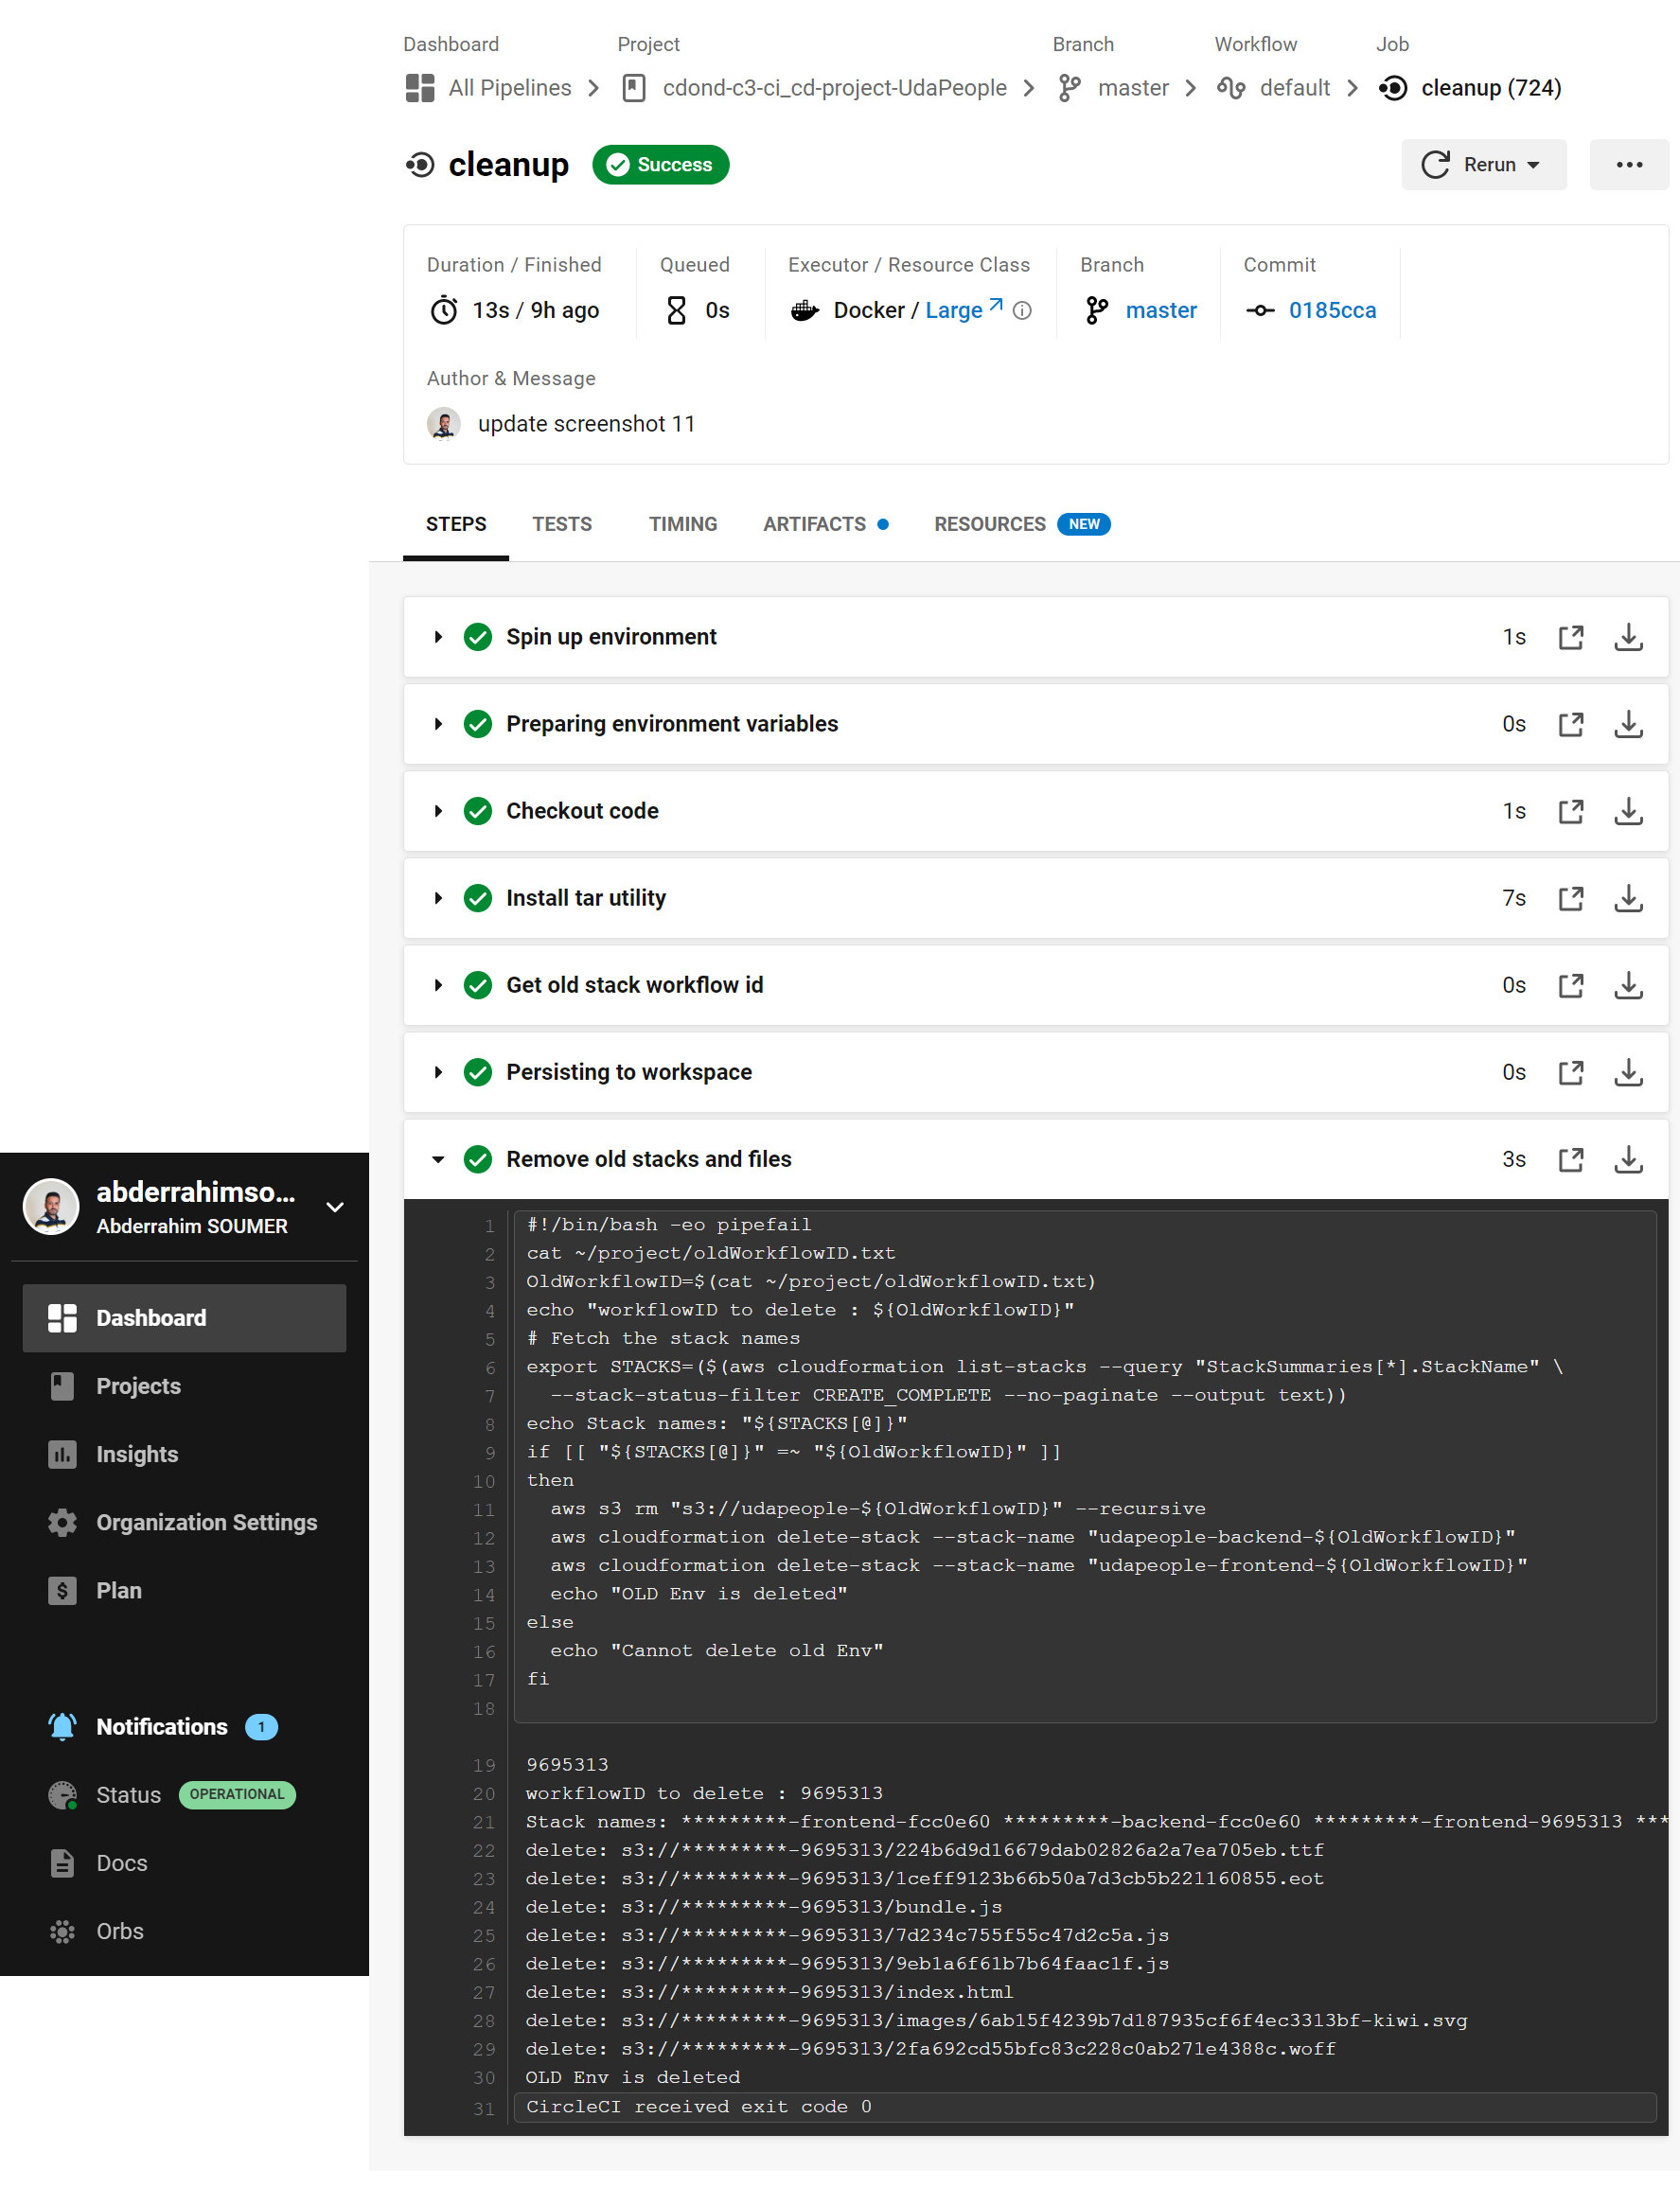 Dashboard Project Branch Workflow Job
All Pipelines cdond-c3-ci_cd-project-UdaPeople master default cleanup (724)
cleanup Success Rerun
Duration / Finished Queued Executor / Resource Class Branch Commit
13s / 9h ago 0s Docker / Large master 0185cca
Author & Message
update screenshot 11
STEPS TESTS TIMING ARTIFACTS RESOURCES NEW
Spin up environment 1s
Preparing environment variables 0s
Checkout code 1s
Install tar utility 7s
Get old stack workflow id 0s
Persisting to workspace 0s
Remove old stacks and files 3s
abderrahimso...
Abderrahim SOUMER
Dashboard
Projects
Insights
Organization Settings
Plan
Notifications 1
Status OPERATIONAL
Docs
Orbs
1 #!/bin/bash -eo pipefail
2 cat ~/project/oldWorkflowID.txt
3 OldWorkflowID=$(cat ~/project/oldWorkflowID.txt)
4 echo "workflowID to delete : ${OldWorkflowID}"
5 # Fetch the stack names
6 export STACKS=($(aws cloudformation list-stacks --query "StackSummaries[*].StackName" \
7   --stack-status-filter CREATE_COMPLETE --no-paginate --output text))
8 echo Stack names: "${STACKS[@]}"
9 if [[ "${STACKS[@]}" =~ "${OldWorkflowID}" ]]
10 then
11   aws s3 rm "s3://udapeople-${OldWorkflowID}" --recursive
12   aws cloudformation delete-stack --stack-name "udapeople-backend-${OldWorkflowID}"
13   aws cloudformation delete-stack --stack-name "udapeople-frontend-${OldWorkflowID}"
14   echo "OLD Env is deleted"
15 else
16   echo "Cannot delete old Env"
17 fi
18
19 9695313
20 workflowID to delete : 9695313
21 Stack names: *********-frontend-fcc0e60 *********-backend-fcc0e60 *********-frontend-9695313 ***
22 delete: s3://*********-9695313/224b6d9d16679dab02826a2a7ea705eb.ttf
23 delete: s3://*********-9695313/1ceff9123b66b50a7d3cb5b221160855.eot
24 delete: s3://*********-9695313/bundle.js
25 delete: s3://*********-9695313/7d234c755f55c47d2c5a.js
26 delete: s3://*********-9695313/9eb1a6f61b7b64faac1f.js
27 delete: s3://*********-9695313/index.html
28 delete: s3://*********-9695313/images/6ab15f4239b7d187935cf6f4ec3313bf-kiwi.svg
29 delete: s3://*********-9695313/2fa692cd55bfc83c228c0ab271e4388c.woff
30 OLD Env is deleted
31 CircleCI received exit code 0